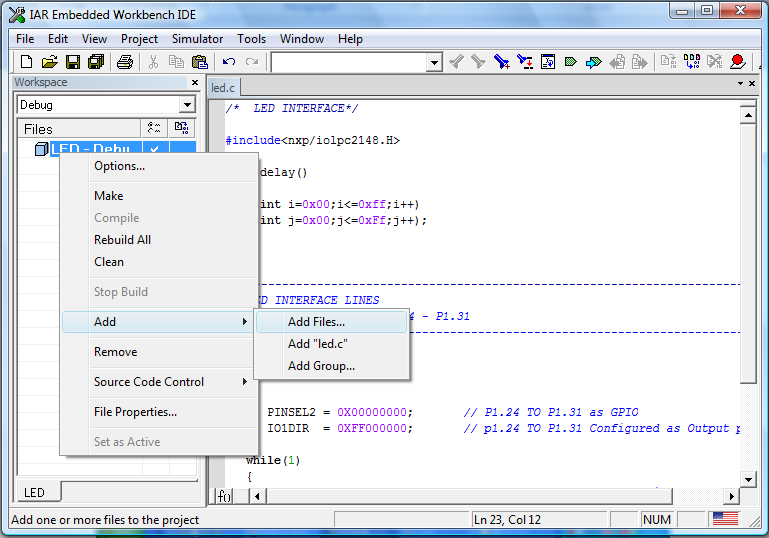 IAR Embedded Workbench IDE
File Edit View Project Simulator Tools Window Help
Workspace
Debug
Files
LED - Debu
Options...
Make
Compile
Rebuild All
Clean
Stop Build
Add
Remove
Source Code Control
File Properties...
Set as Active
Add Files...
Add "led.c"
Add Group...
led.c
/* LED INTERFACE*/
#include<nxp/iolpc2148.H>
delay()
int i=0x00;i<=0xff;i++)
int j=0x00;j<=0xFf;j++);
ED INTERFACE LINES
4 - P1.31
PINSEL2 = 0X00000000; // P1.24 TO P1.31 as GPIO
IO1DIR = 0XFF000000; // p1.24 TO P1.31 Configured as Output p
while(1)
{
LED
f()
Add one or more files to the project
Ln 23, Col 12
NUM